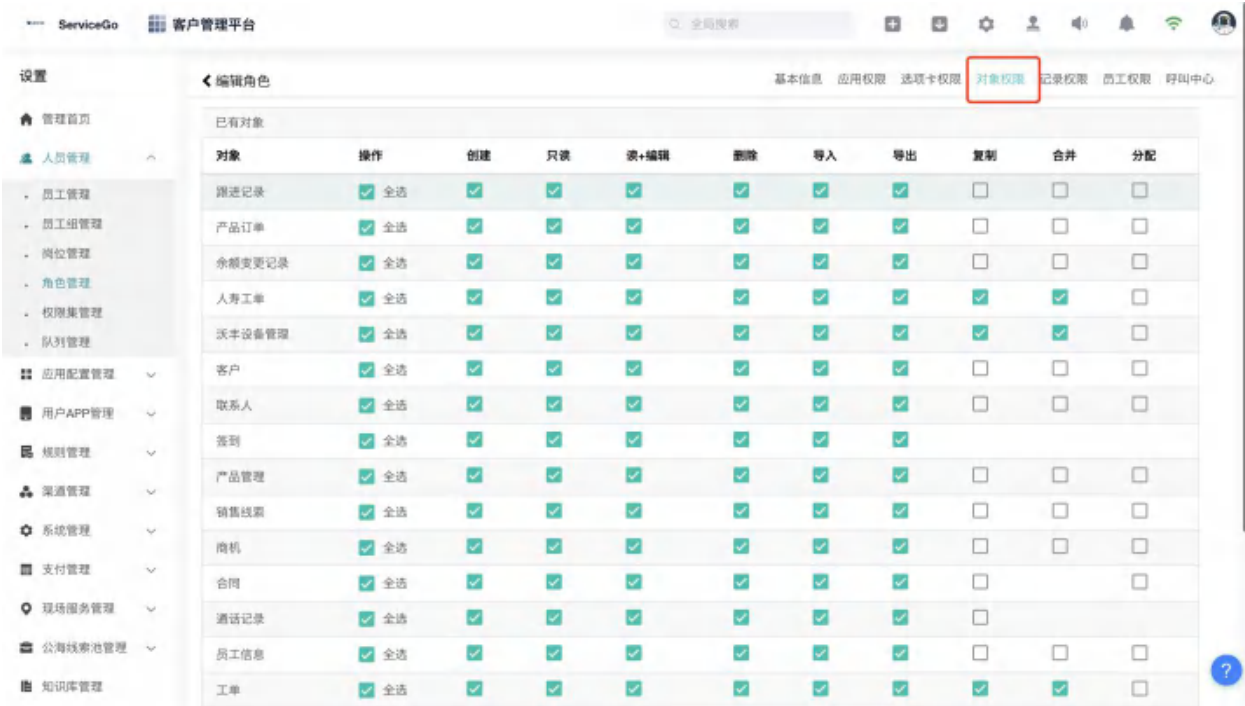 ServiceGo 客户管理平台 全局搜索
设置
编辑角色 基本信息 应用权限 选项卡权限 对象权限 记录权限 员工权限 呼叫中心
管理首页
人员管理
员工管理
员工组管理
岗位管理
角色管理
权限集管理
队列管理
应用配置管理
用户APP管理
规则管理
渠道管理
系统管理
支付管理
现场服务管理
公海线索池管理
知识库管理
已有对象
对象 操作 创建 只读 读+编辑 删除 导入 导出 复制 合并 分配
跟进记录 全选
产品订单 全选
余额变更记录 全选
人寿工单 全选
沃丰设备管理 全选
客户 全选
联系人 全选
签到 全选
产品管理 全选
销售线索 全选
商机 全选
合同 全选
通话记录 全选
员工信息 全选
工单 全选
?